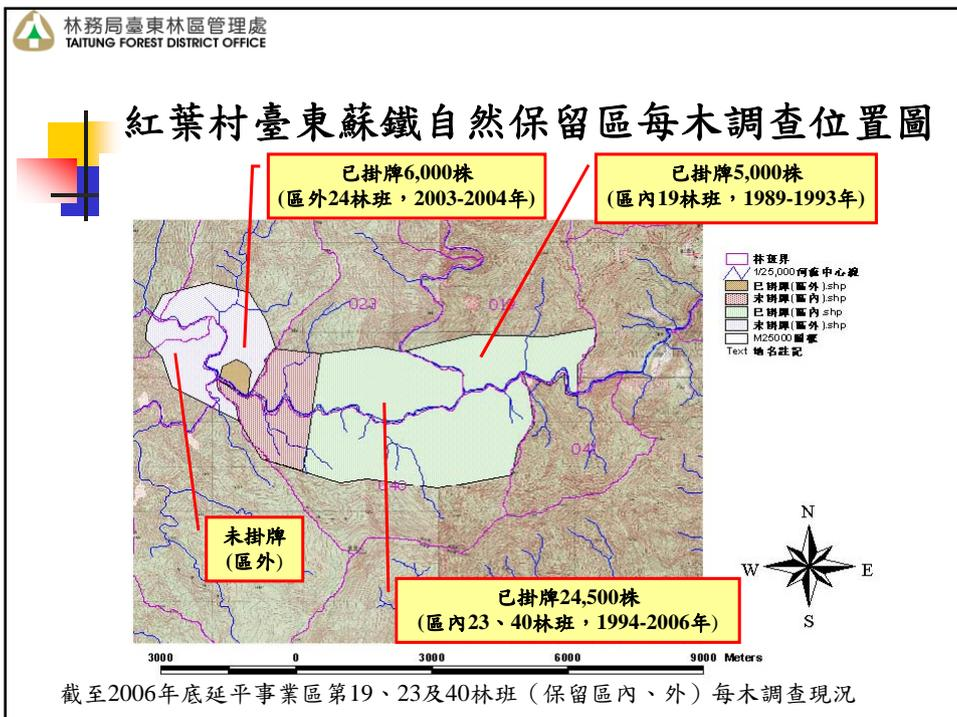 林務局臺東林區管理處
TAITUNG FOREST DISTRICT OFFICE
紅葉村臺東蘇鐵自然保留區每木調查位置圖
已掛牌6,000株
(區外24林班，2003-2004年)
已掛牌5,000株
(區內19林班，1989-1993年)
林班界
1/25,000河流中心線
已掛牌(區外).shp
未掛牌(區內).shp
已掛牌(區內.shp
未掛牌(區外).shp
M25000圖框
Text 地名註記
023
040
未掛牌
(區外)
已掛牌24,500株
(區內23、40林班，1994-2006年)
N
W E
S
3000 0 3000 6000 9000 Meters
截至2006年底延平事業區第19、23及40林班（保留區內、外）每木調查現況